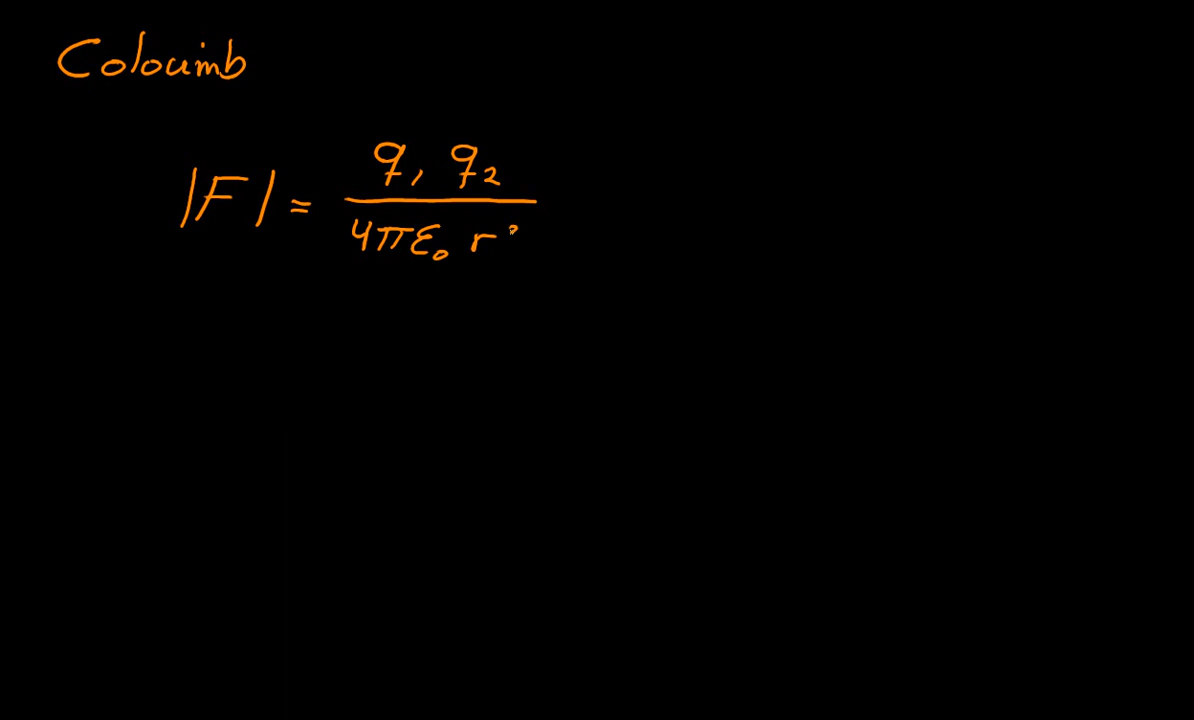 Coloumb
|F| = q₁ q₂
4πε₀ r²